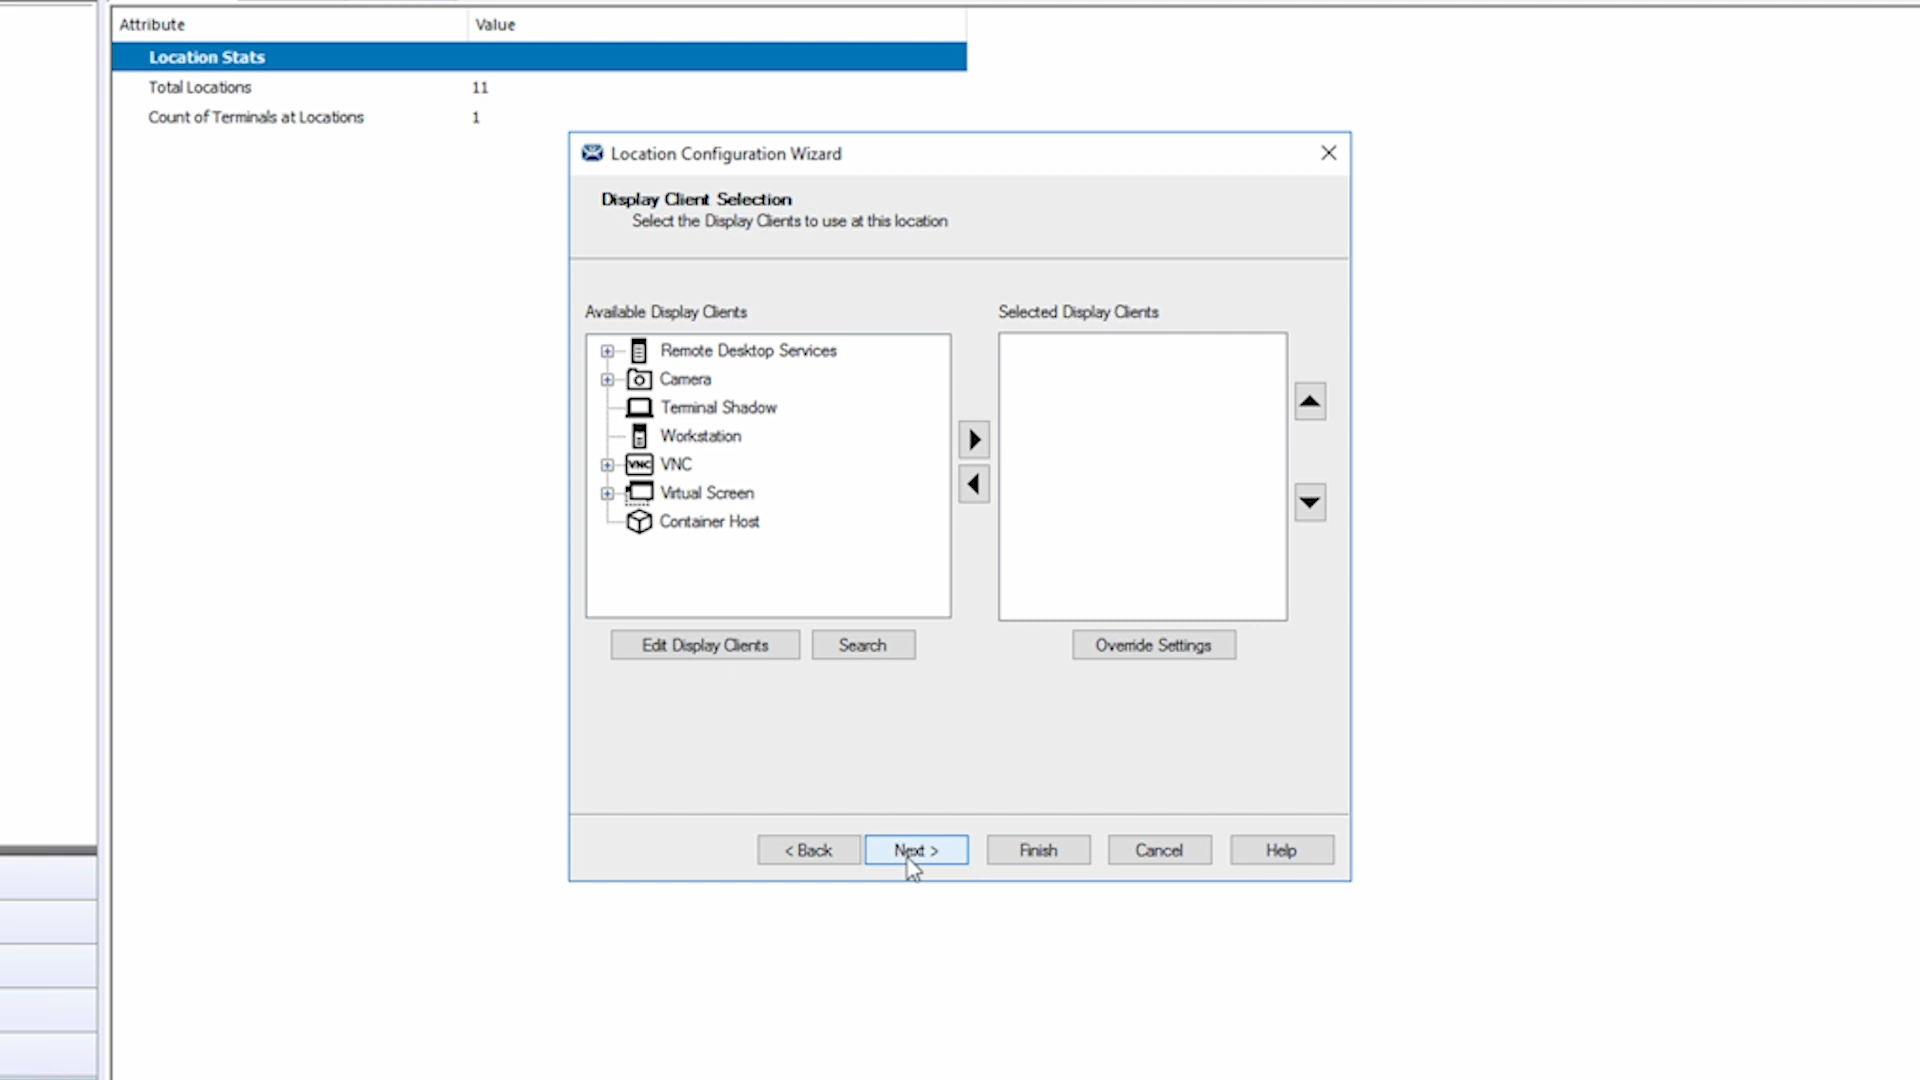 Attribute Value
Location Stats
Total Locations 11
Count of Terminals at Locations 1
Location Configuration Wizard
Display Client Selection
Select the Display Clients to use at this location
Available Display Clients
Selected Display Clients
Remote Desktop Services
Camera
Terminal Shadow
Workstation
VNC VNC
Virtual Screen
Container Host
Edit Display Clients Search Override Settings
< Back Next > Finish Cancel Help